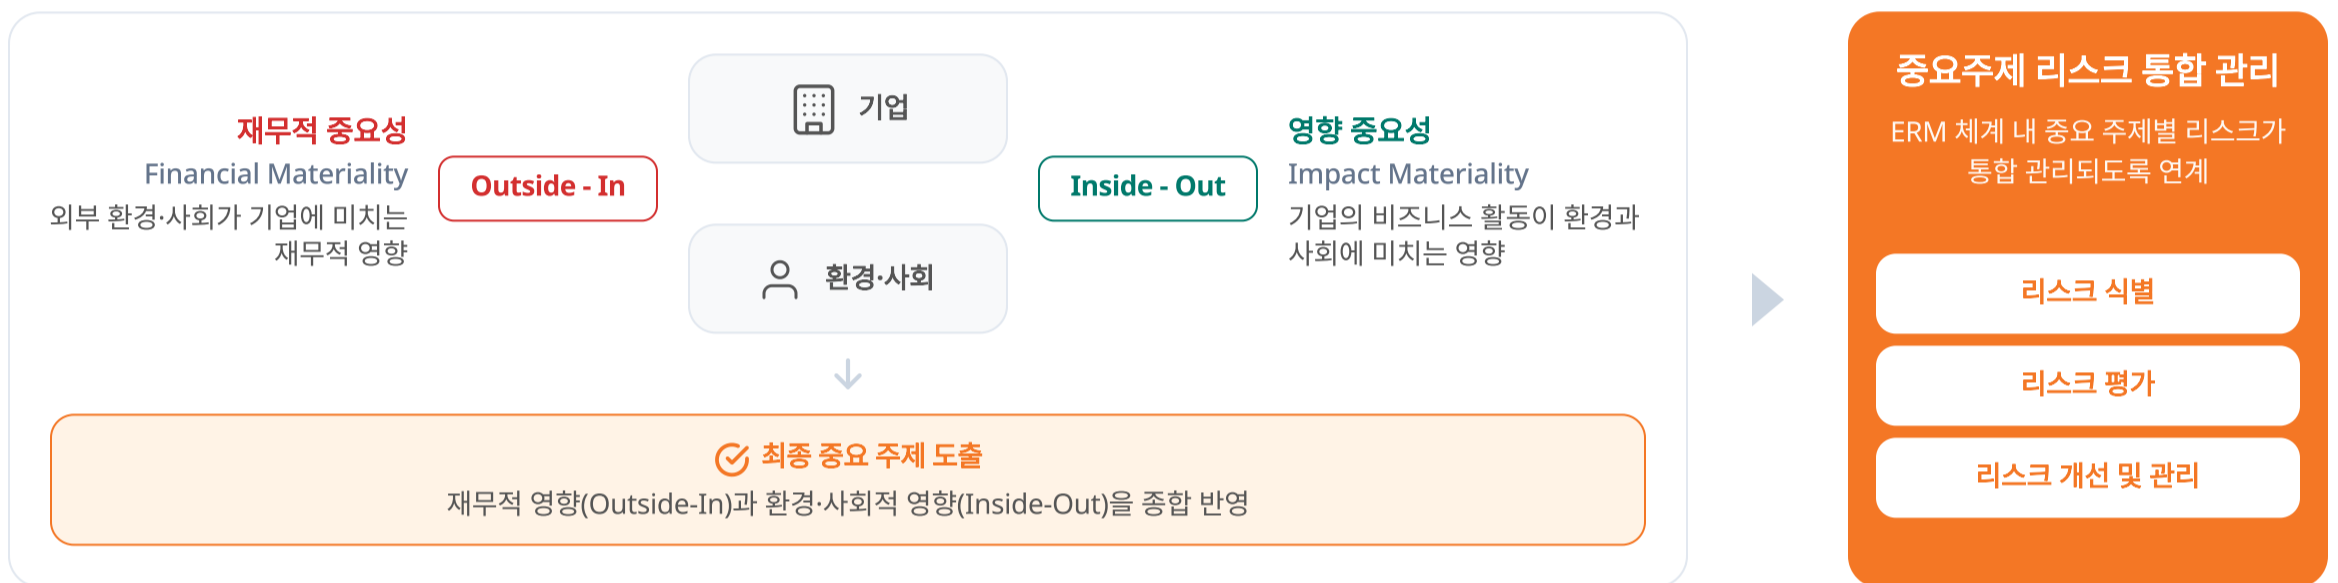 재무적 중요성
Financial Materiality
외부 환경·사회가 기업에 미치는
재무적 영향
Outside - In
기업
환경·사회
Inside - Out
영향 중요성
Impact Materiality
기업의 비즈니스 활동이 환경과
사회에 미치는 영향
최종 중요 주제 도출
재무적 영향(Outside-In)과 환경·사회적 영향(Inside-Out)을 종합 반영
중요주제 리스크 통합 관리
ERM 체계 내 중요 주제별 리스크가
통합 관리되도록 연계
리스크 식별
리스크 평가
리스크 개선 및 관리